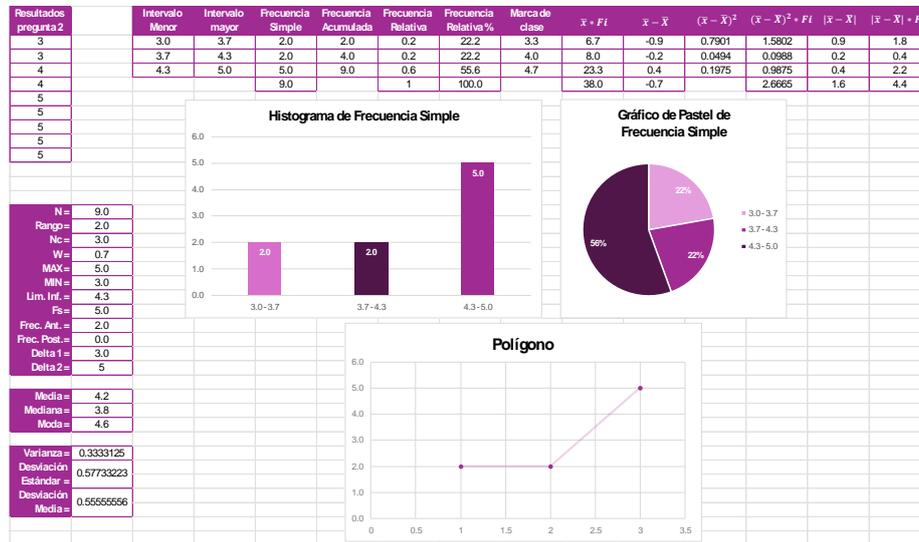 Resultados pregunta 2 | Intervalo Menor | Intervalo mayor | Frecuencia Simple | Frecuencia Acumulada | Frecuencia Relativa | Frecuencia Relativa % | Marca de clase | x̅ * Fi | x̅ − X̅ | (x̅ − X̅)² | (x̅ − X̅)² * Fi | |x̅ − X̅| | |x̅ − X̅| * F
3 | 3.0 | 3.7 | 2.0 | 2.0 | 0.2 | 22.2 | 3.3 | 6.7 | -0.9 | 0.7901 | 1.5802 | 0.9 | 1.8
3 | 3.7 | 4.3 | 2.0 | 4.0 | 0.2 | 22.2 | 4.0 | 8.0 | -0.2 | 0.0494 | 0.0988 | 0.2 | 0.4
4 | 4.3 | 5.0 | 5.0 | 9.0 | 0.6 | 55.6 | 4.7 | 23.3 | 0.4 | 0.1975 | 0.9875 | 0.4 | 2.2
4 | 9.0 | 1 | 100.0 | 38.0 | -0.7 | 2.6665 | 1.6 | 4.4
5
5
5
5
5
Histograma de Frecuencia Simple
6.0
5.0
4.0
3.0
2.0
1.0
0.0
2.0
2.0
5.0
3.0-3.7
3.7-4.3
4.3-5.0
Gráfico de Pastel de
Frecuencia Simple
22%
22%
56%
3.0-3.7
3.7-4.3
4.3-5.0
N= 9.0
Rango= 2.0
Nc= 3.0
W= 0.7
MAX= 5.0
MIN= 3.0
Lim. Inf.= 4.3
Fs= 5.0
Frec. Ant.= 2.0
Frec. Post.= 0.0
Delta 1= 3.0
Delta 2= 5
Media= 4.2
Mediana= 3.8
Moda= 4.6
Varianza= 0.3333125
Desviación Estándar= 0.57733223
Desviación Media= 0.55555556
Polígono
6.0
5.0
4.0
3.0
2.0
1.0
0.0
0 0.5 1 1.5 2 2.5 3 3.5